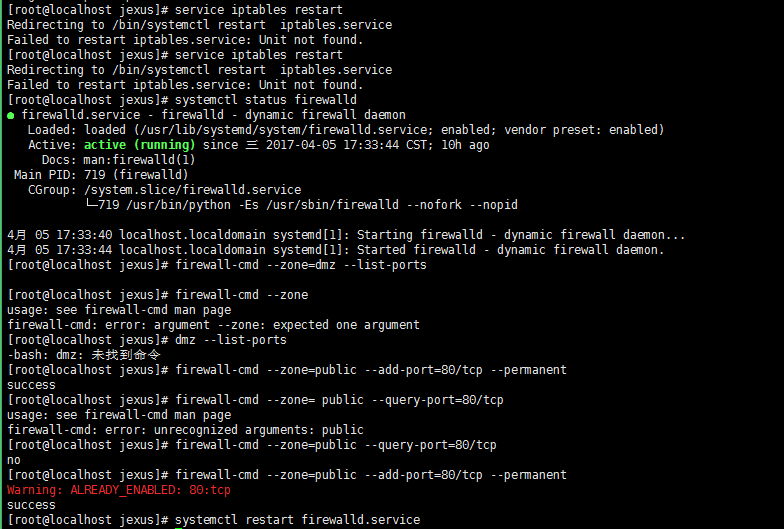 [root@localhost jexus]# service iptables restart
Redirecting to /bin/systemctl restart  iptables.service
Failed to restart iptables.service: Unit not found.
[root@localhost jexus]# service iptables restart
Redirecting to /bin/systemctl restart  iptables.service
Failed to restart iptables.service: Unit not found.
[root@localhost jexus]# systemctl status firewalld
● firewalld.service - firewalld - dynamic firewall daemon
   Loaded: loaded (/usr/lib/systemd/system/firewalld.service; enabled; vendor preset: enabled)
   Active: active (running) since 三 2017-04-05 17:33:44 CST; 10h ago
     Docs: man:firewalld(1)
 Main PID: 719 (firewalld)
   CGroup: /system.slice/firewalld.service
           └─719 /usr/bin/python -Es /usr/sbin/firewalld --nofork --nopid
4月 05 17:33:40 localhost.localdomain systemd[1]: Starting firewalld - dynamic firewall daemon...
4月 05 17:33:44 localhost.localdomain systemd[1]: Started firewalld - dynamic firewall daemon.
[root@localhost jexus]# firewall-cmd --zone=dmz --list-ports
[root@localhost jexus]# firewall-cmd --zone
usage: see firewall-cmd man page
firewall-cmd: error: argument --zone: expected one argument
[root@localhost jexus]# dmz --list-ports
-bash: dmz: 未找到命令
[root@localhost jexus]# firewall-cmd --zone=public --add-port=80/tcp --permanent
success
[root@localhost jexus]# firewall-cmd --zone= public --query-port=80/tcp
usage: see firewall-cmd man page
firewall-cmd: error: unrecognized arguments: public
[root@localhost jexus]# firewall-cmd --zone=public --query-port=80/tcp
no
[root@localhost jexus]# firewall-cmd --zone=public --add-port=80/tcp --permanent
Warning: ALREADY_ENABLED: 80:tcp
success
[root@localhost jexus]# systemctl restart firewalld.service